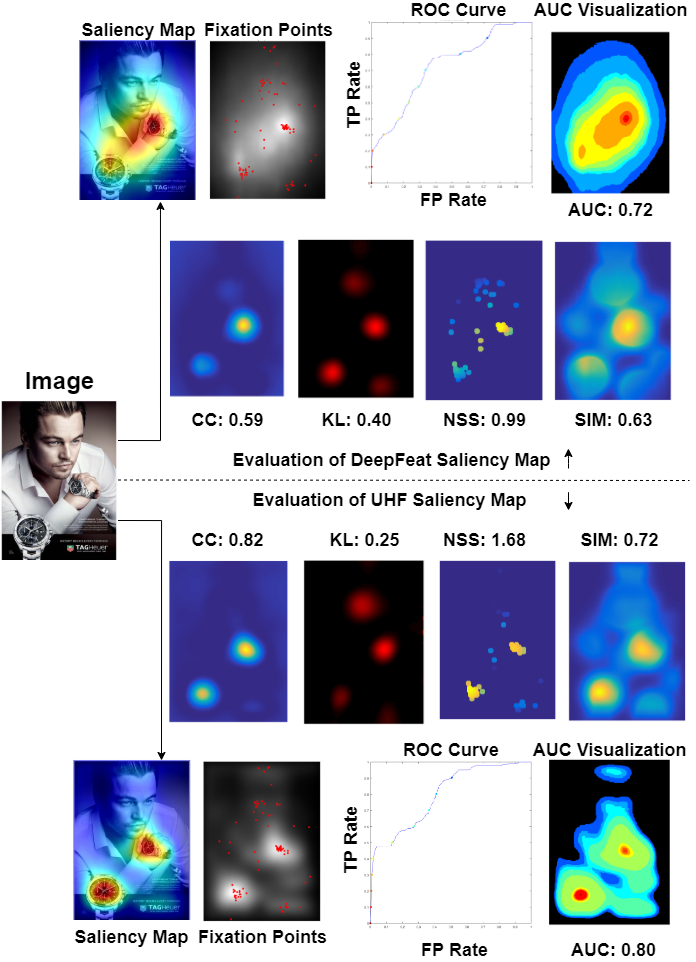 Saliency Map
Fixation Points
ROC Curve
AUC Visualization
TP Rate
FP Rate
TAGHeuer
AUC: 0.72
CC: 0.59
KL: 0.40
NSS: 0.99
SIM: 0.63
Image
Evaluation of DeepFeat Saliency Map
Evaluation of UHF Saliency Map
TAGHeuer
CC: 0.82
KL: 0.25
NSS: 1.68
SIM: 0.72
ROC Curve
AUC Visualization
TP Rate
FP Rate
TAGHeuer
Saliency Map
Fixation Points
AUC: 0.80